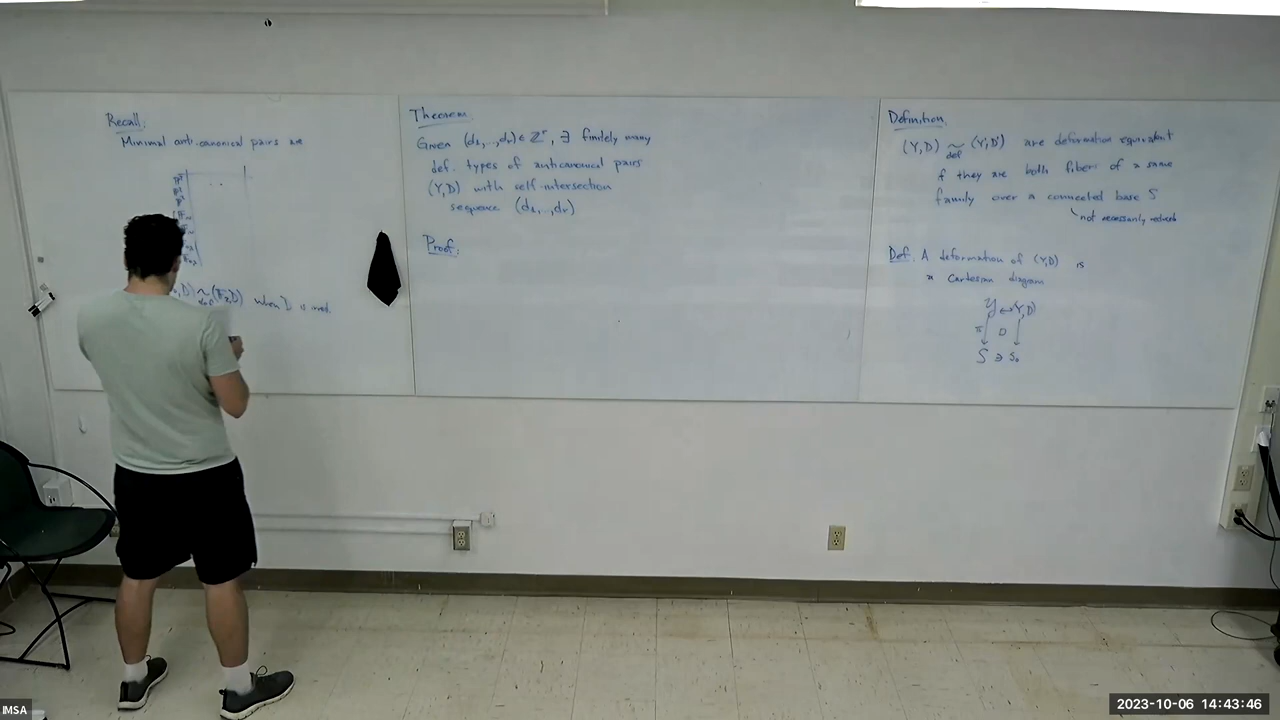 Recall:
Minimal anti-canonical pairs are
when D is irred.
Theorem
Given (d₁,...,dᵣ) ∈ ℤʳ, ∃ finitely many
def. types of anticanonical pairs
(Y,D) with self-intersection
sequence (d₁,...,dᵣ)
Proof:
Definition
(Y,D) ~def (Y,D) are deformation equivalent
if they are both fibers of a same
family over a connected base S
not necessarily reduced
Def. A deformation of (Y,D) is
a Cartesian diagram
𝒴 ↩ (Y,D)
π ↓ □ ↓
S ∋ s₀
IMSA
2023-10-06 14:43:46